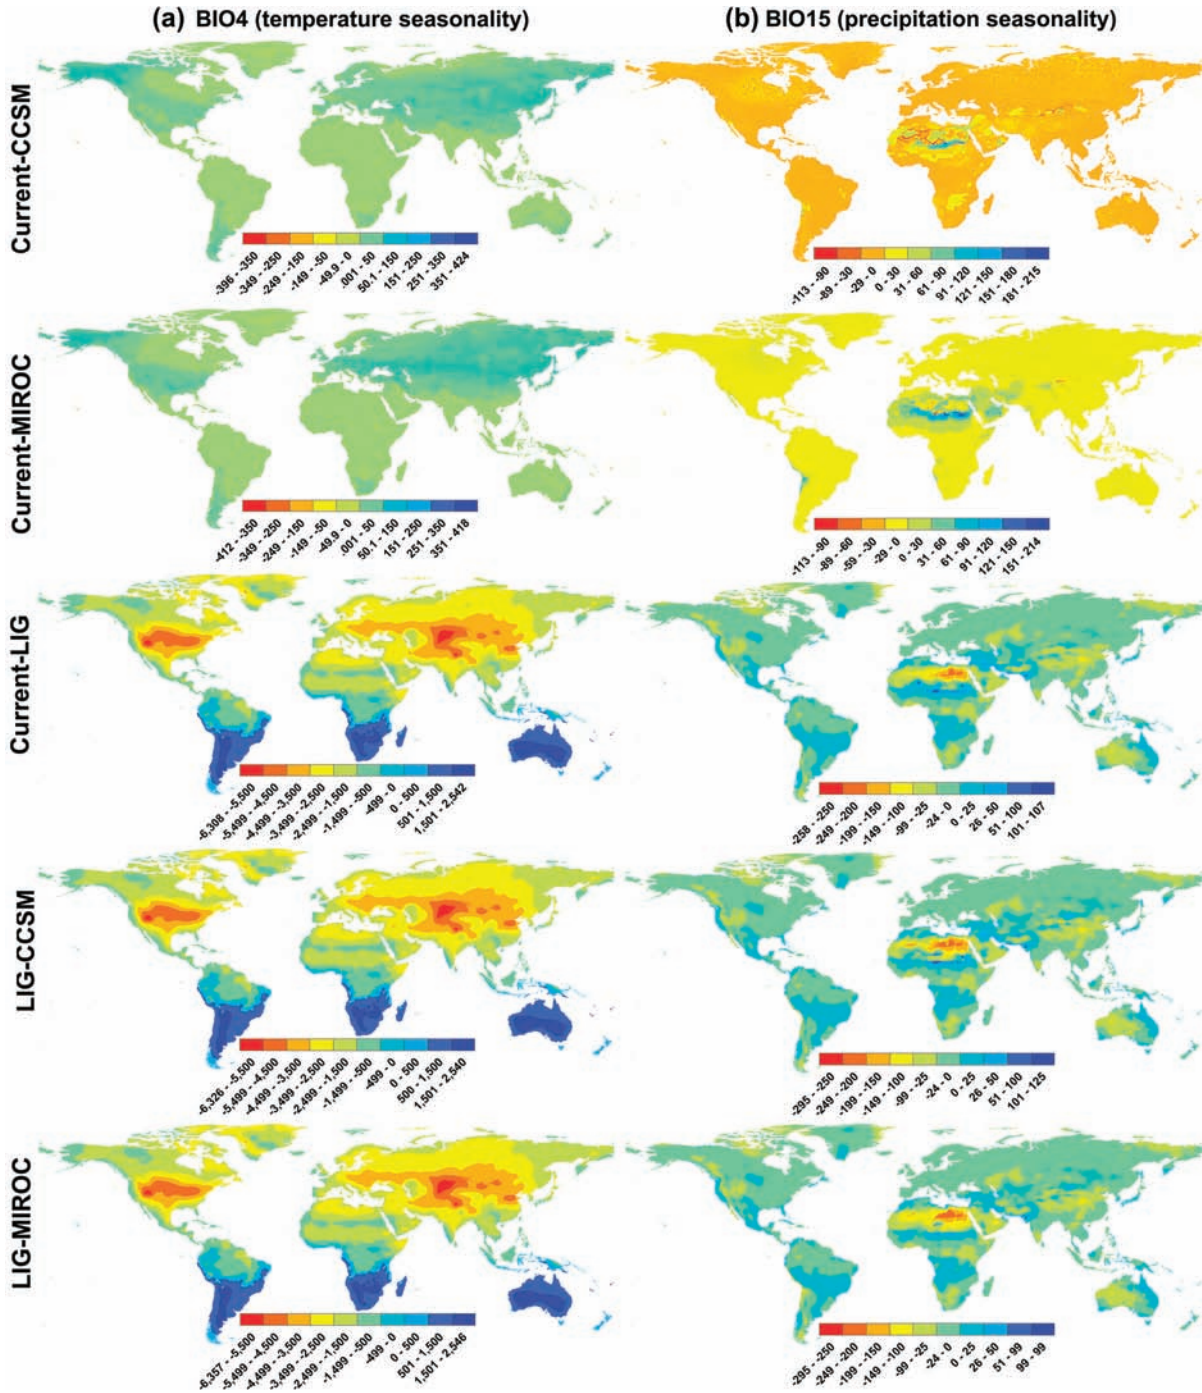 (a) BIO4 (temperature seasonality)
(b) BIO15 (precipitation seasonality)
Current-CCSM
-396 - -350
-349 - -250
-249 - -150
-149 - -50
-49.9 - 0
.001 - 50
50.1 - 150
151 - 250
251 - 350
351 - 424
-113 - -90
-89 - -30
-29 - 0
0 - 30
31 - 60
61 - 90
91 - 120
121 - 150
151 - 180
181 - 215
Current-MIROC
-412 - -350
-349 - -250
-249 - -150
-149 - -50
-49.9 - 0
.001 - 50
50.1 - 150
151 - 250
251 - 350
351 - 418
-113 - -90
-89 - -60
-59 - -30
-29 - 0
0 - 30
31 - 60
61 - 90
91 - 120
121 - 150
151 - 214
Current-LIG
-6,308 - -5,500
-5,499 - -4,500
-4,499 - -3,500
-3,499 - -2,500
-2,499 - -1,500
-1,499 - -500
-499 - 0
0 - 500
501 - 1,500
1,501 - 2,542
-258 - -250
-249 - -200
-199 - -150
-149 - -100
-99 - -25
-24 - 0
0 - 25
26 - 50
51 - 100
101 - 107
LIG-CCSM
-6,326 - -5,500
-5,499 - -4,500
-4,499 - -3,500
-3,499 - -2,500
-2,499 - -1,500
-1,499 - -500
-499 - 0
0 - 500
500 - 1,500
1,501 - 2,540
-295 - -250
-249 - -200
-199 - -150
-149 - -100
-99 - -25
-24 - 0
0 - 25
26 - 50
51 - 100
101 - 125
LIG-MIROC
-6,357 - -5,500
-5,499 - -4,500
-4,499 - -3,500
-3,499 - -2,500
-2,499 - -1,500
-1,499 - -500
-499 - 0
0 - 500
501 - 1,500
1,501 - 2,546
-295 - -250
-249 - -200
-199 - -150
-149 - -100
-99 - -25
-24 - 0
0 - 25
26 - 50
51 - 99
99 - 99